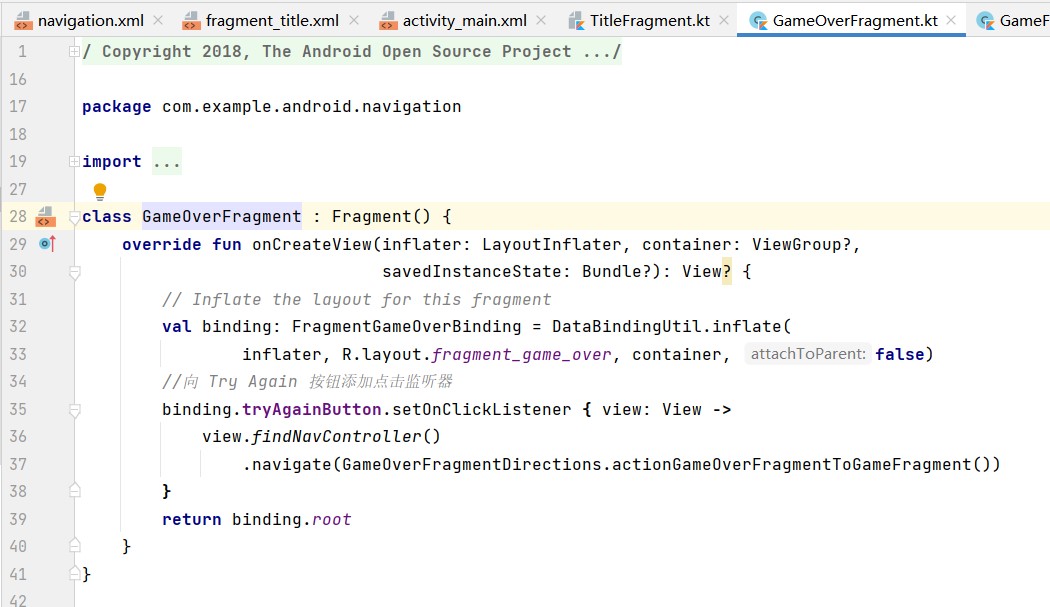 navigation.xml fragment_title.xml activity_main.xml TitleFragment.kt GameOverFragment.kt GameF
1 / Copyright 2018, The Android Open Source Project .../
16
17 package com.example.android.navigation
18
19 import ...
27
28 class GameOverFragment : Fragment() {
29 override fun onCreateView(inflater: LayoutInflater, container: ViewGroup?,
30 savedInstanceState: Bundle?): View? {
31 // Inflate the layout for this fragment
32 val binding: FragmentGameOverBinding = DataBindingUtil.inflate(
33 inflater, R.layout.fragment_game_over, container, attachToParent: false)
34 //向 Try Again 按钮添加点击监听器
35 binding.tryAgainButton.setOnClickListener { view: View ->
36 view.findNavController()
37 .navigate(GameOverFragmentDirections.actionGameOverFragmentToGameFragment())
38 }
39 return binding.root
40 }
41 }
42